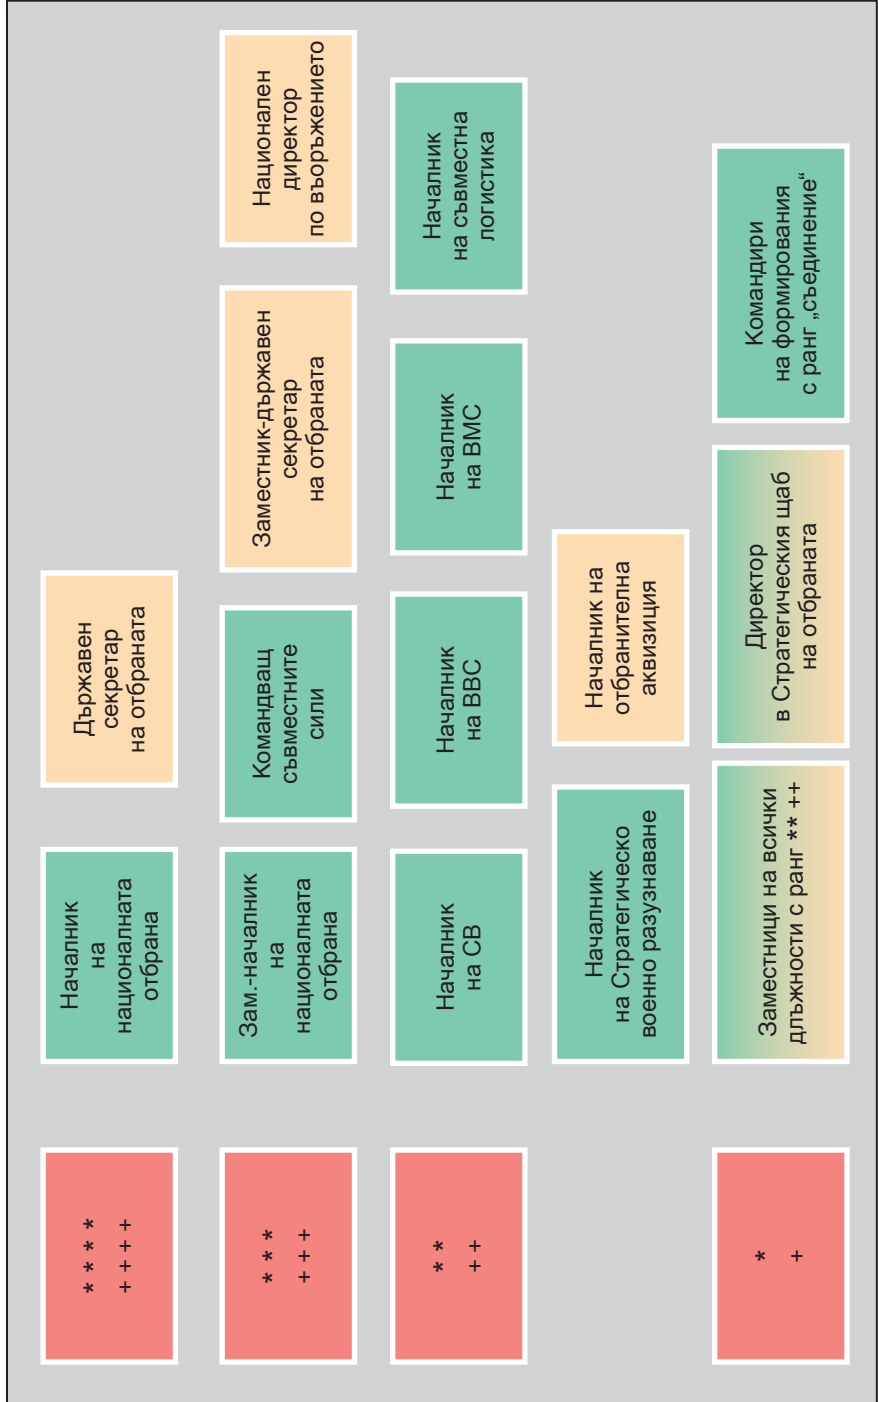 * * * *
+ + + +
Началник
на
националната
отбрана
Държавен
секретар
на отбраната
* * *
+ + +
Зам.-началник
на
националната
отбрана
Командващ
съвместните
сили
Заместник-държавен
секретар
на отбраната
Национален
директор
по въоръжението
* *
+ +
Началник
на СВ
Началник
на ВВС
Началник
на ВМС
Началник
на съвместна
логистика
Началник
на Стратегическо
военно разузнаване
Началник на
отбранителна
аквизиция
*
+
Заместници на всички
длъжности с ранг ** ++
Директор
в Стратегическия щаб
на отбраната
Командири
на формирования
с ранг „съединение“